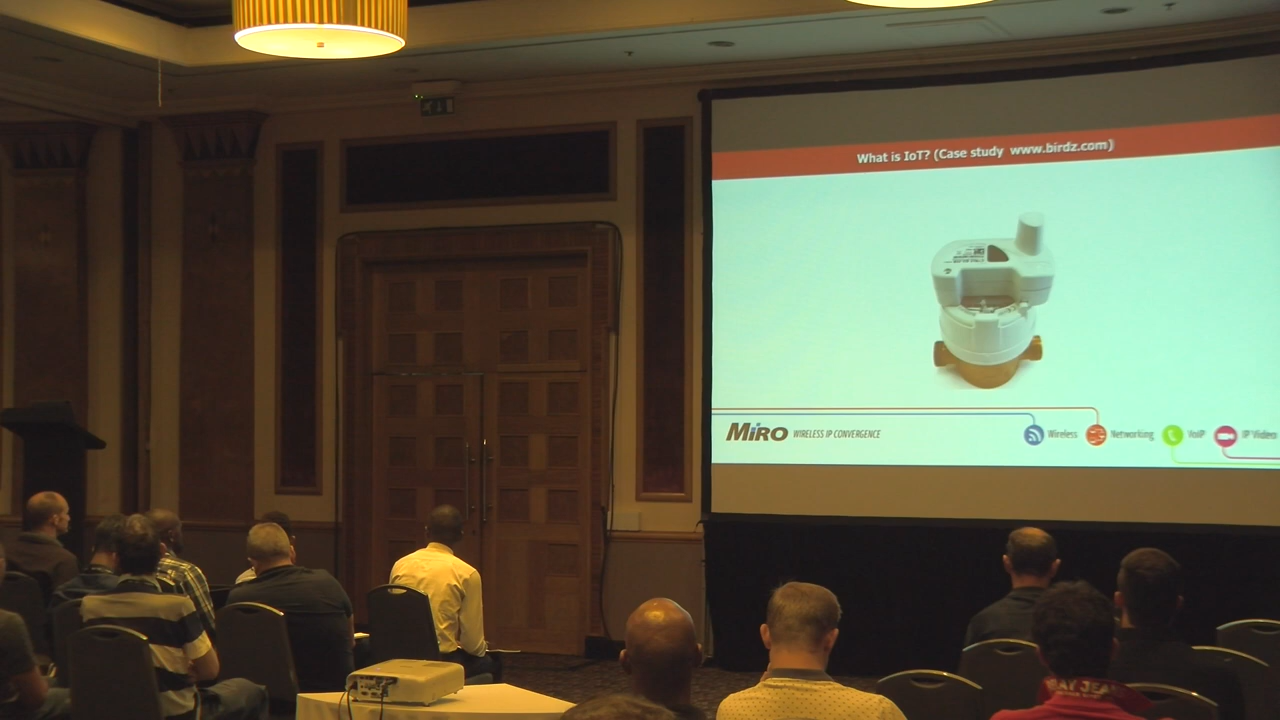 What is IoT? (Case study www.birdz.com)
MiRO WIRELESS IP CONVERGENCE
Wireless
Networking
VoIP
IP Video